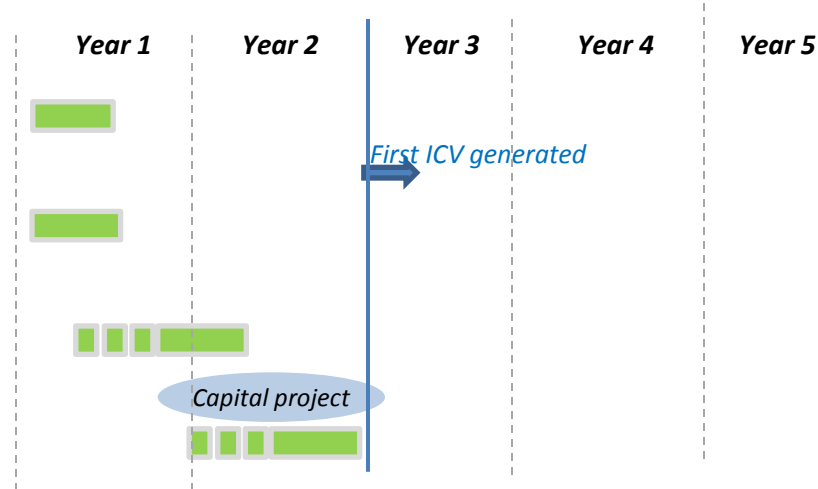 Year 1 Year 2 Year 3 Year 4 Year 5
First ICV generated
Capital project